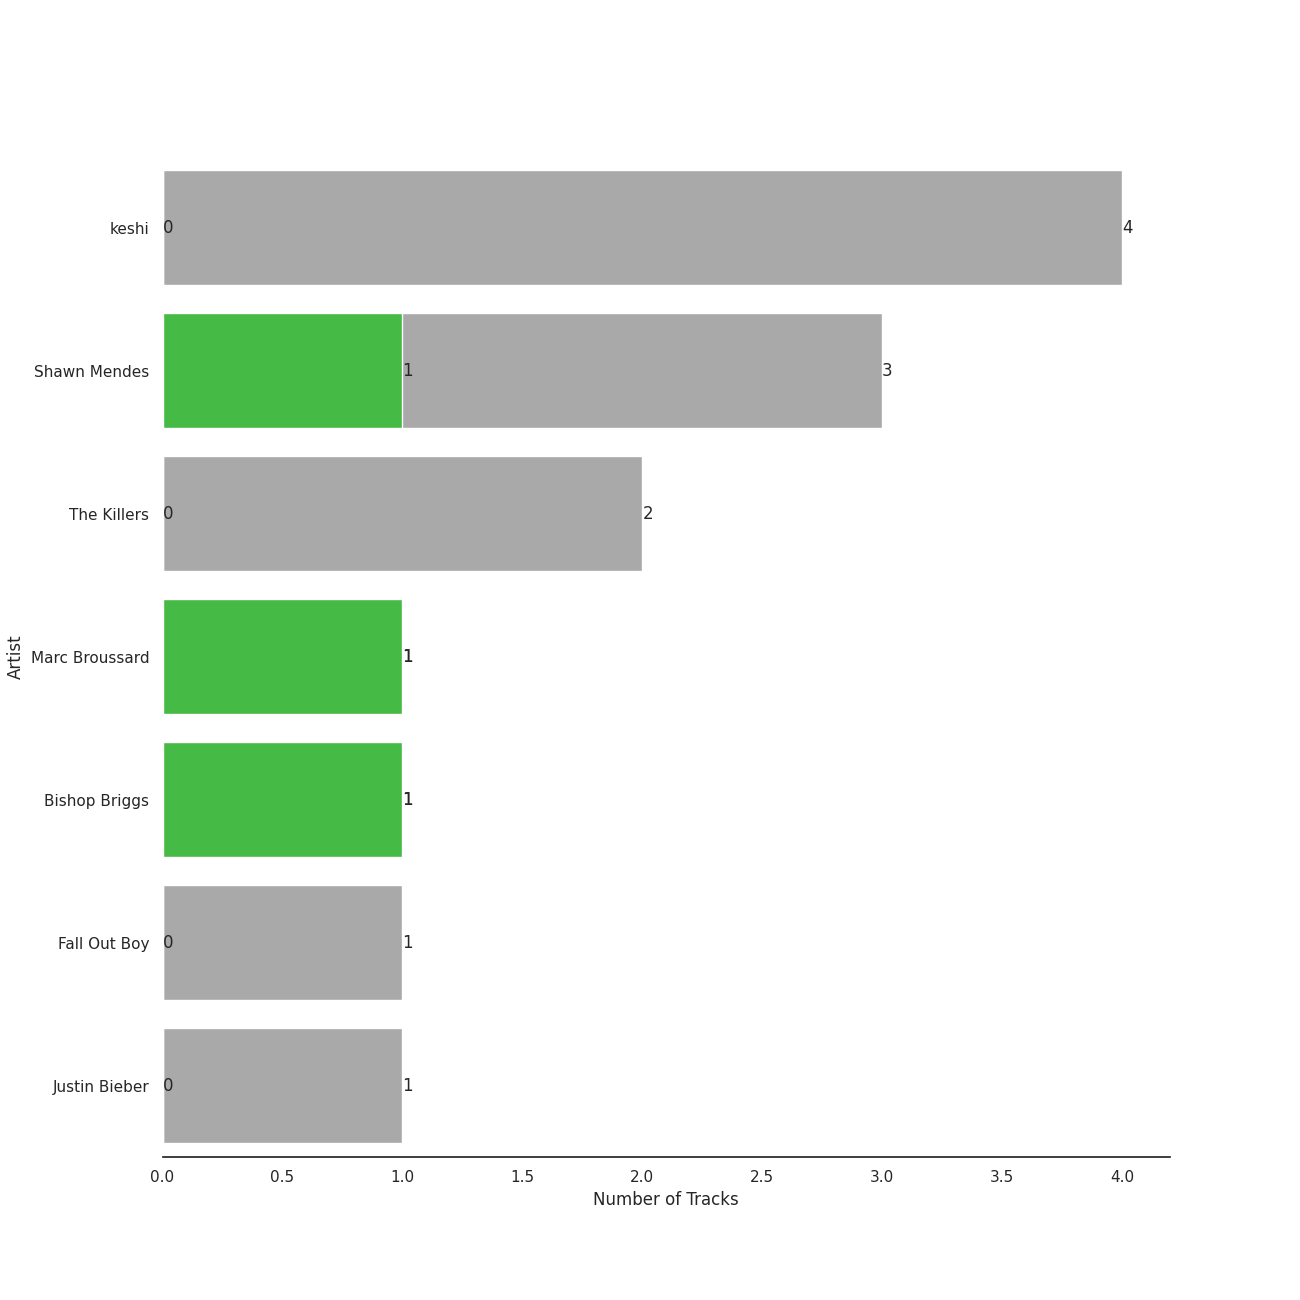 keshi 0 4
Shawn Mendes 1 3
The Killers 0 2
Marc Broussard 1
Bishop Briggs 1
Fall Out Boy 0 1
Justin Bieber 0 1
Artist
0.0 0.5 1.0 1.5 2.0 2.5 3.0 3.5 4.0
Number of Tracks